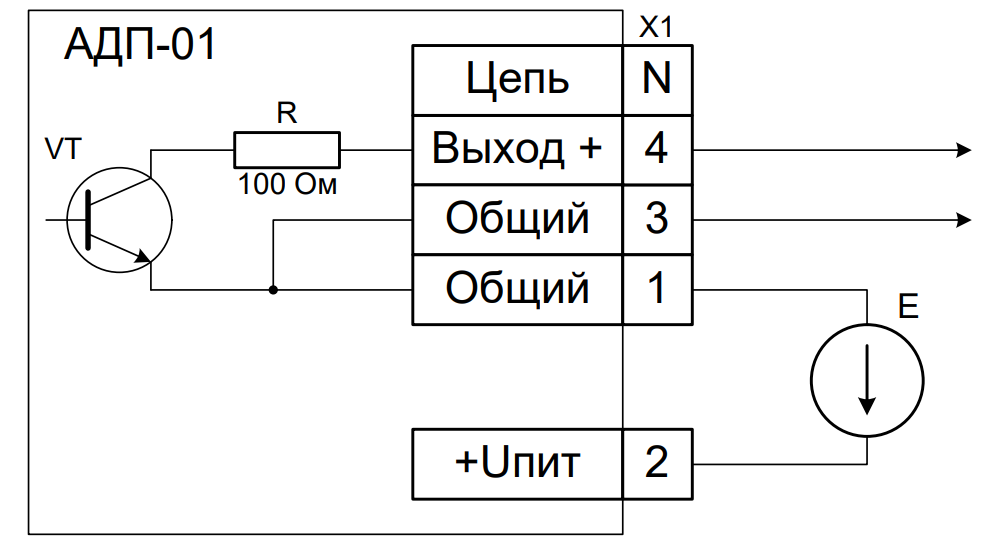 АДП-01
X1
Цепь N
R
VT
Выход + 4
100 Ом
Общий 3
Общий 1
E
+Uпит 2